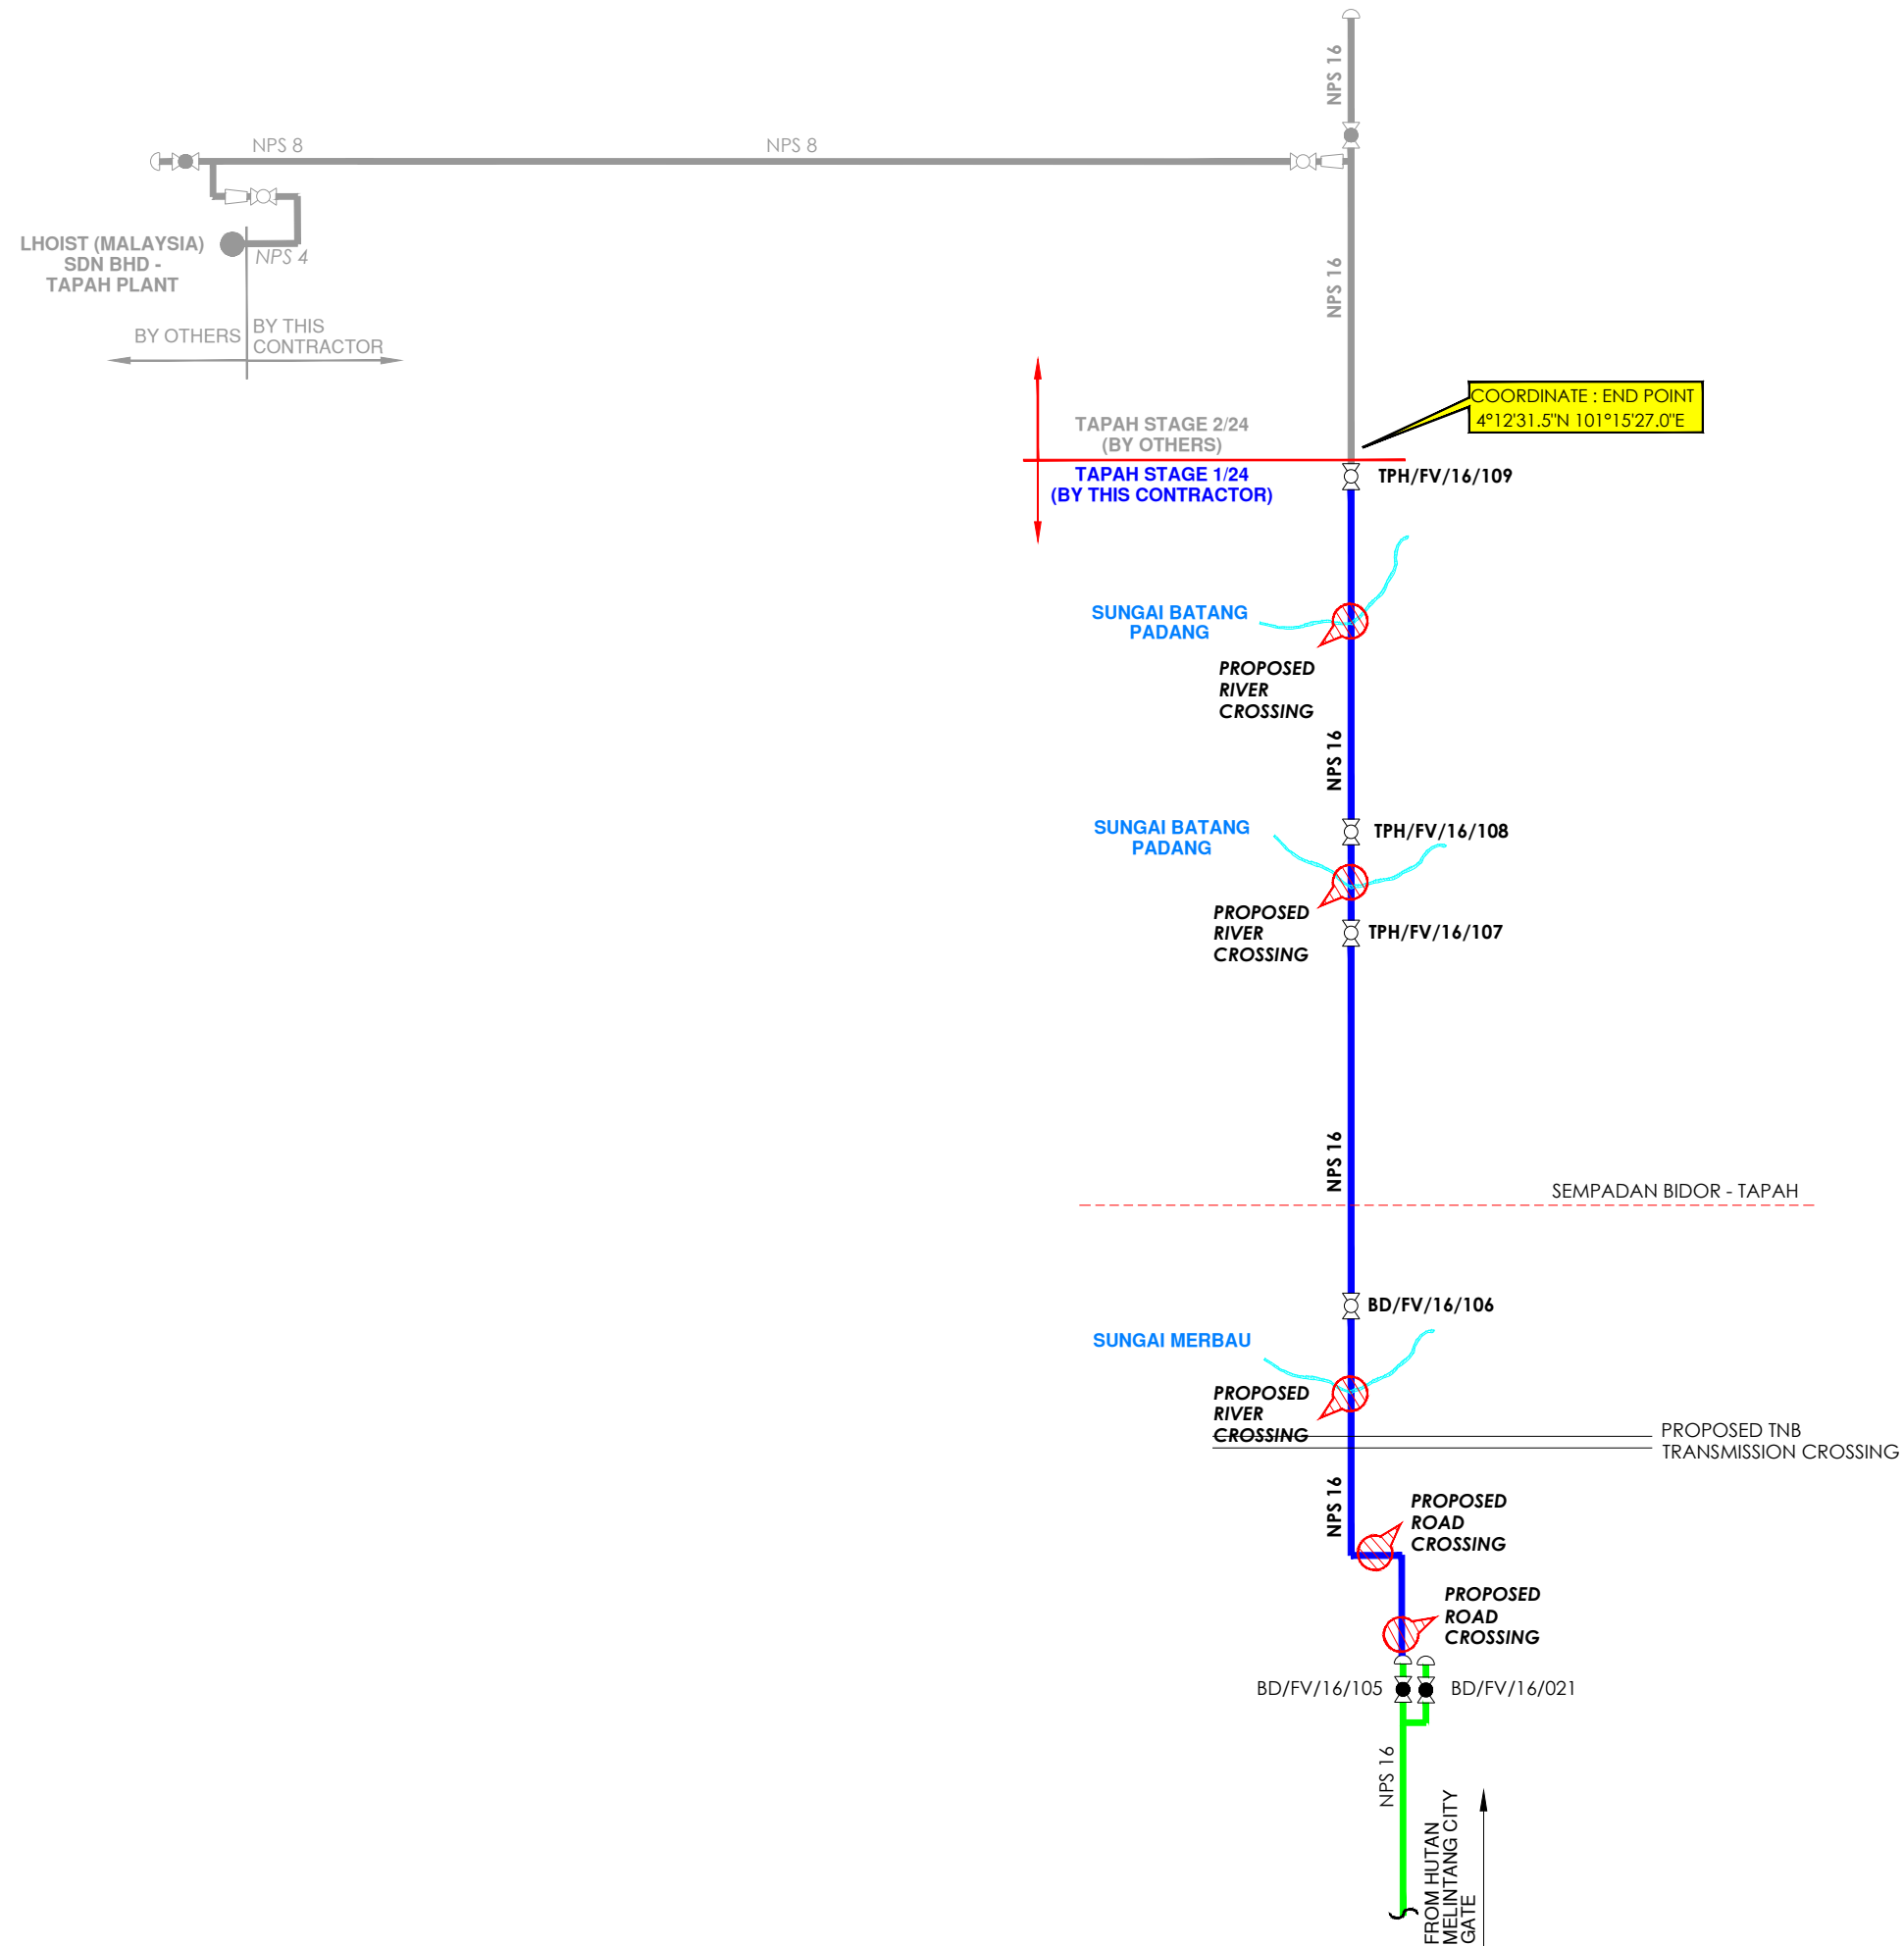 NPS 16
NPS 8
NPS 8
LHOIST (MALAYSIA)
SDN BHD -
TAPAH PLANT
NPS 4
BY OTHERS
BY THIS
CONTRACTOR
NPS 16
COORDINATE : END POINT
4°12'31.5"N 101°15'27.0"E
TAPAH STAGE 2/24
(BY OTHERS)
TAPAH STAGE 1/24
(BY THIS CONTRACTOR)
TPH/FV/16/109
SUNGAI BATANG
PADANG
PROPOSED
RIVER
CROSSING
NPS 16
SUNGAI BATANG
PADANG
TPH/FV/16/108
PROPOSED
RIVER
CROSSING
TPH/FV/16/107
NPS 16
SEMPADAN BIDOR - TAPAH
BD/FV/16/106
SUNGAI MERBAU
PROPOSED
RIVER
CROSSING
PROPOSED TNB
TRANSMISSION CROSSING
NPS 16
PROPOSED
ROAD
CROSSING
PROPOSED
ROAD
CROSSING
BD/FV/16/105
BD/FV/16/021
NPS 16
FROM HUTAN
MELINTANG CITY
GATE